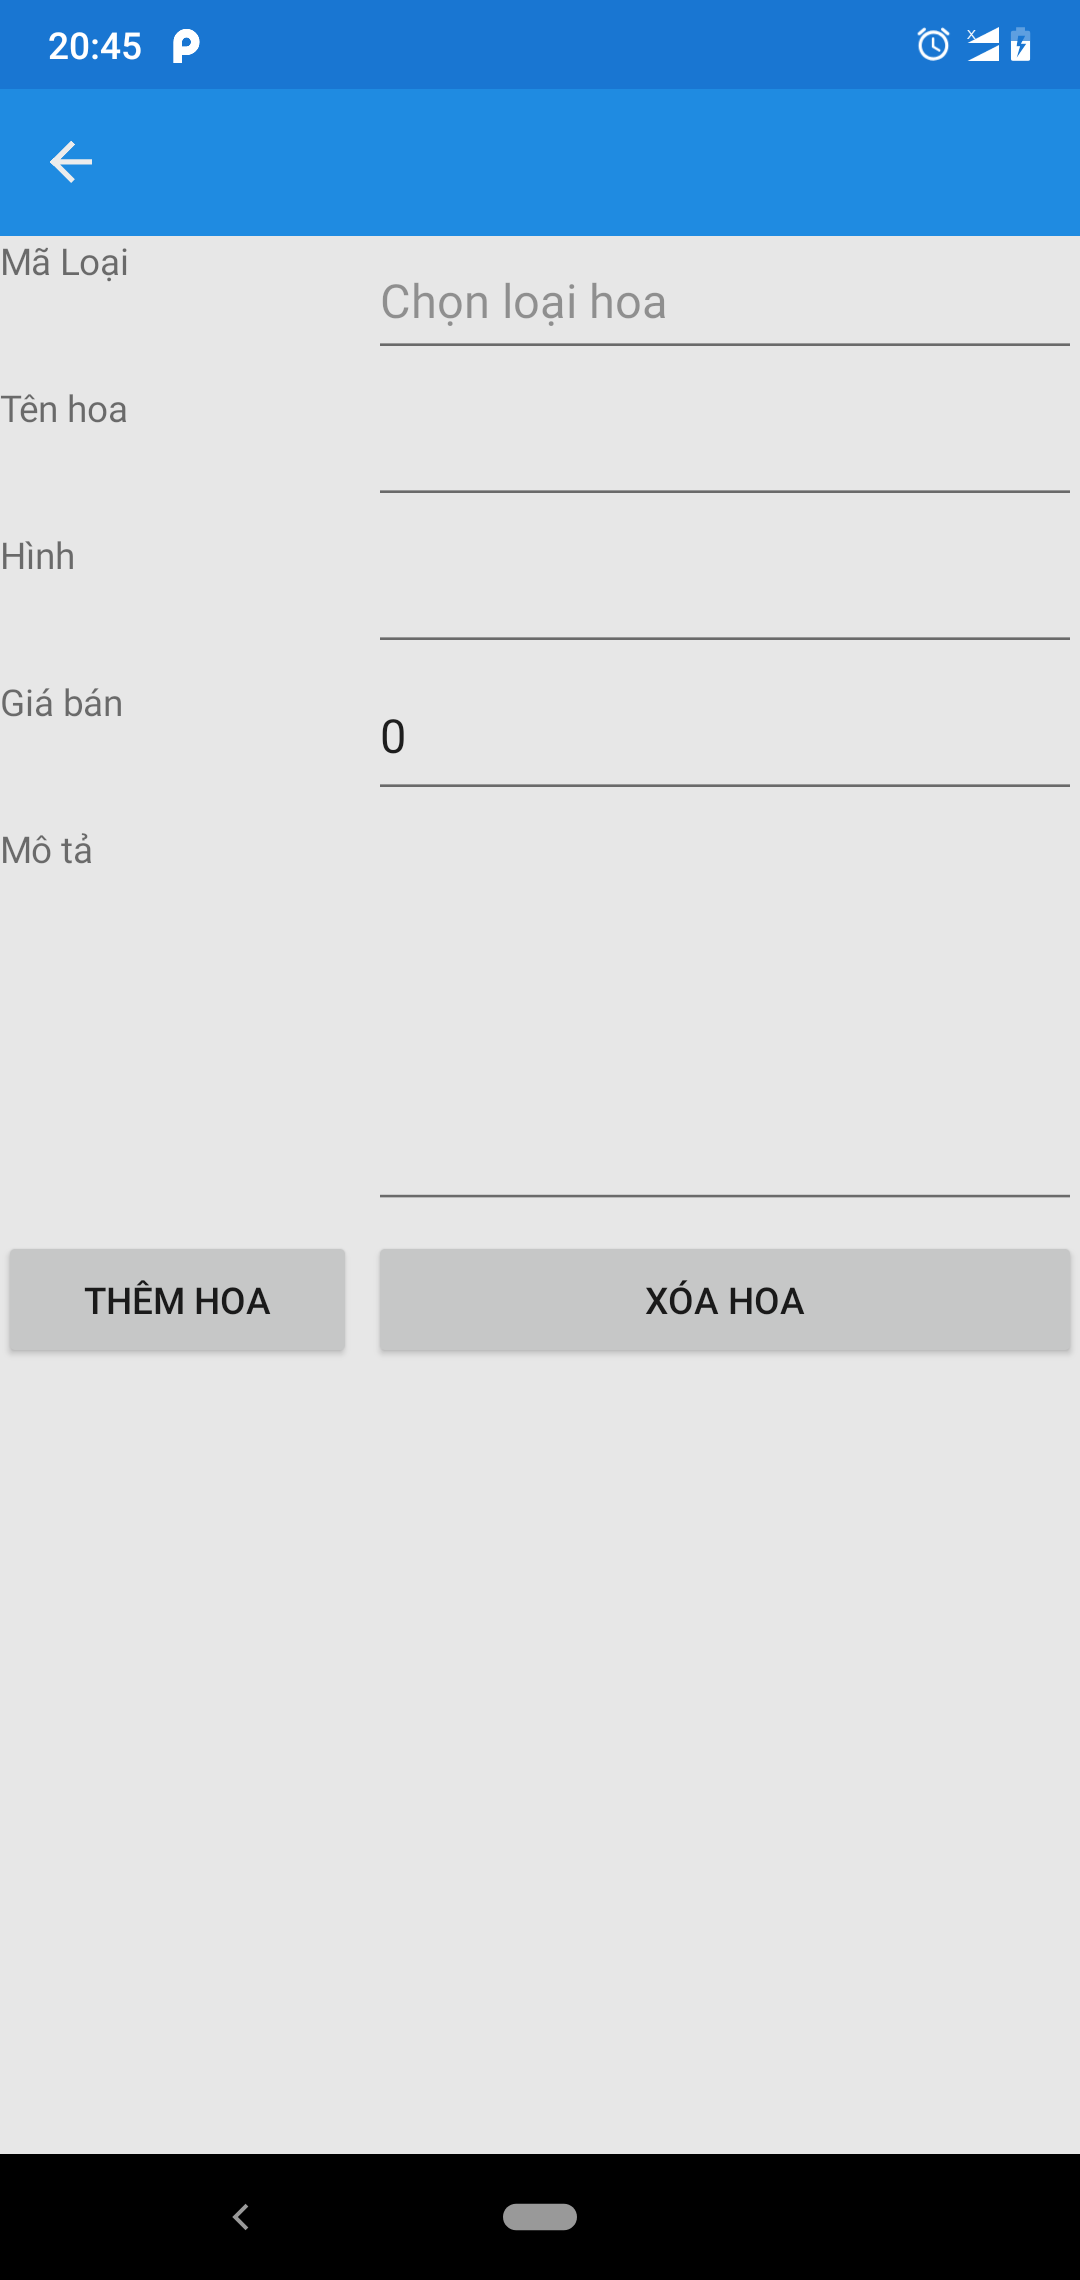 20:45
Mã Loại
Chọn loại hoa
Tên hoa
Hình
Giá bán
0
Mô tả
THÊM HOA
XÓA HOA